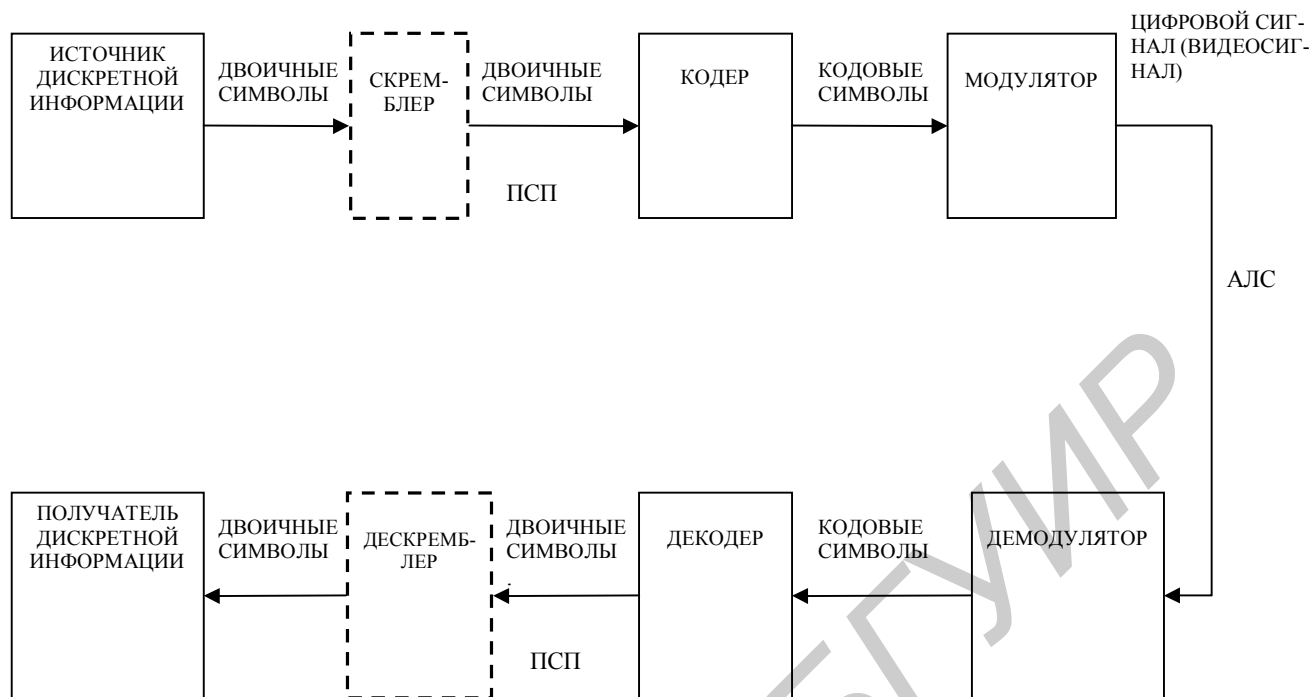 ЦИФРОВОЙ СИГ-
НАЛ (ВИДЕОСИГ-
НАЛ)
ИСТОЧНИК
ДИСКРЕТНОЙ
ИНФОРМАЦИИ
ДВОИЧНЫЕ
СИМВОЛЫ
СКРЕМ-
БЛЕР
ДВОИЧНЫЕ
СИМВОЛЫ
ПСП
КОДЕР
КОДОВЫЕ
СИМВОЛЫ
МОДУЛЯТОР
АЛС
ПОЛУЧАТЕЛЬ
ДИСКРЕТНОЙ
ИНФОРМАЦИИ
ДВОИЧНЫЕ
СИМВОЛЫ
ДЕСКРЕМБ-
ЛЕР
ДВОИЧНЫЕ
СИМВОЛЫ
.
ПСП
ДЕКОДЕР
КОДОВЫЕ
СИМВОЛЫ
ДЕМОДУЛЯТОР
БГУИР